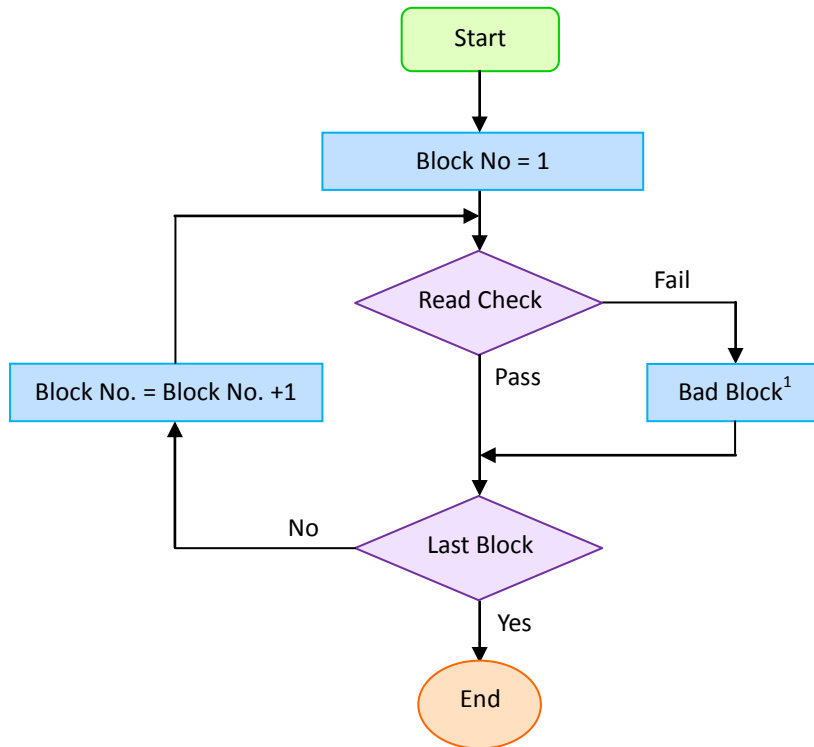 Start
Block No = 1
Read Check
Fail
Pass
Block No. = Block No. +1
Bad Block¹
No
Last Block
Yes
End